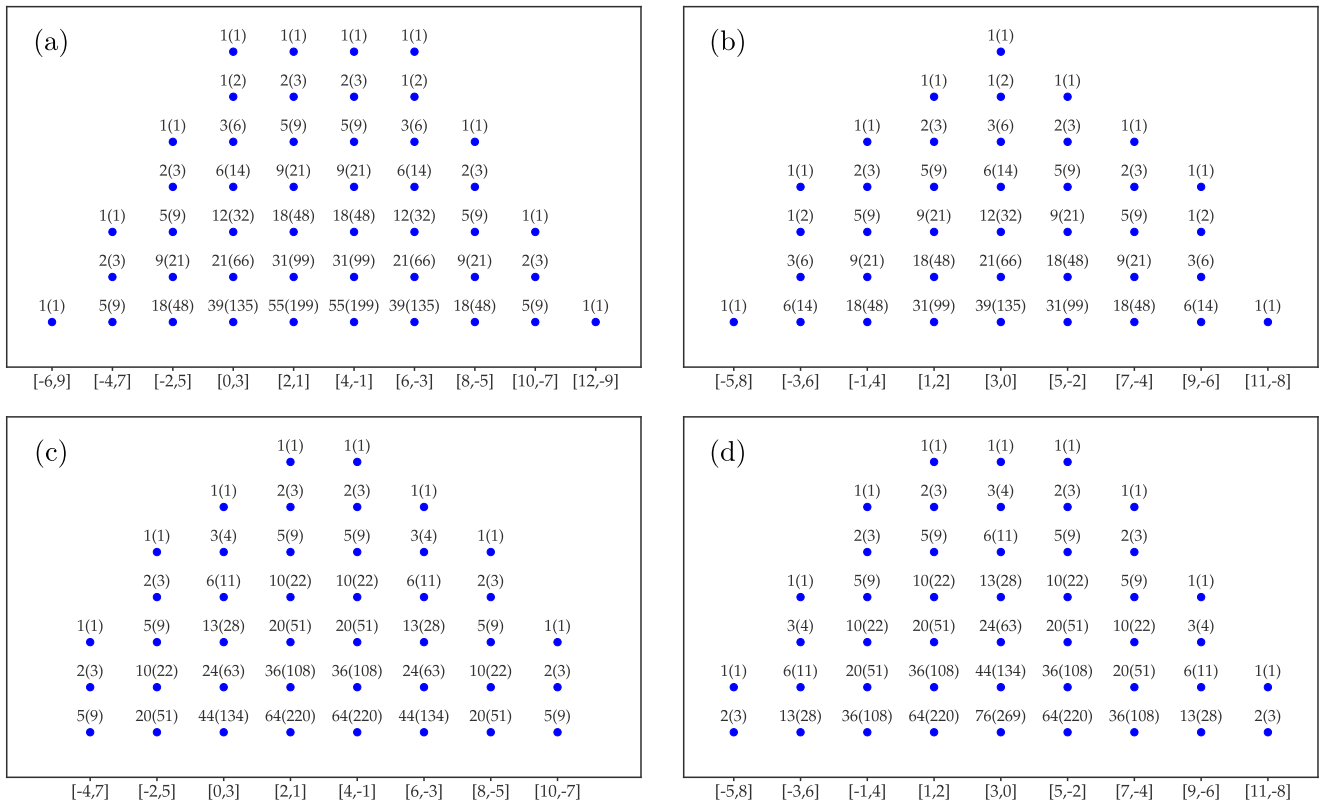 (a)
1(1) 1(1) 1(1) 1(1)
1(2) 2(3) 2(3) 1(2)
1(1) 3(6) 5(9) 5(9) 3(6) 1(1)
2(3) 6(14) 9(21) 9(21) 6(14) 2(3)
1(1) 5(9) 12(32) 18(48) 18(48) 12(32) 5(9) 1(1)
2(3) 9(21) 21(66) 31(99) 31(99) 21(66) 9(21) 2(3)
1(1) 5(9) 18(48) 39(135) 55(199) 55(199) 39(135) 18(48) 5(9) 1(1)
[-6,9] [-4,7] [-2,5] [0,3] [2,1] [4,-1] [6,-3] [8,-5] [10,-7] [12,-9]
(b)
1(1)
1(1) 1(2) 1(1)
1(1) 2(3) 3(6) 2(3) 1(1)
1(1) 2(3) 5(9) 6(14) 5(9) 2(3) 1(1)
1(2) 5(9) 9(21) 12(32) 9(21) 5(9) 1(2)
3(6) 9(21) 18(48) 21(66) 18(48) 9(21) 3(6)
1(1) 6(14) 18(48) 31(99) 39(135) 31(99) 18(48) 6(14) 1(1)
[-5,8] [-3,6] [-1,4] [1,2] [3,0] [5,-2] [7,-4] [9,-6] [11,-8]
(c)
1(1) 1(1)
1(1) 2(3) 2(3) 1(1)
1(1) 3(4) 5(9) 5(9) 3(4) 1(1)
2(3) 6(11) 10(22) 10(22) 6(11) 2(3)
1(1) 5(9) 13(28) 20(51) 20(51) 13(28) 5(9) 1(1)
2(3) 10(22) 24(63) 36(108) 36(108) 24(63) 10(22) 2(3)
5(9) 20(51) 44(134) 64(220) 64(220) 44(134) 20(51) 5(9)
[-4,7] [-2,5] [0,3] [2,1] [4,-1] [6,-3] [8,-5] [10,-7]
(d)
1(1) 1(1) 1(1)
1(1) 2(3) 3(4) 2(3) 1(1)
2(3) 5(9) 6(11) 5(9) 2(3)
1(1) 5(9) 10(22) 13(28) 10(22) 5(9) 1(1)
3(4) 10(22) 20(51) 24(63) 20(51) 10(22) 3(4)
1(1) 6(11) 20(51) 36(108) 44(134) 36(108) 20(51) 6(11) 1(1)
2(3) 13(28) 36(108) 64(220) 76(269) 64(220) 36(108) 13(28) 2(3)
[-5,8] [-3,6] [-1,4] [1,2] [3,0] [5,-2] [7,-4] [9,-6] [11,-8]